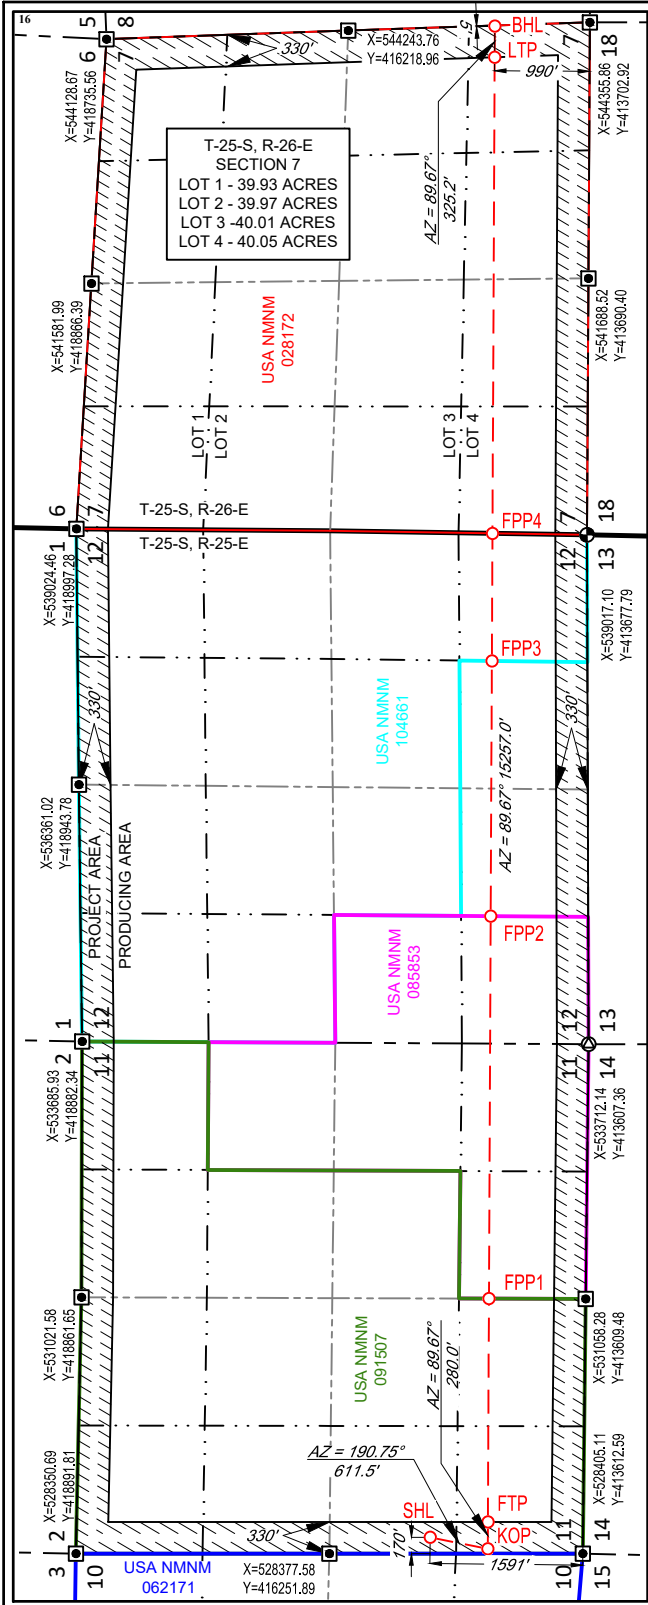 16
5
8
6
7
X=544128.67
Y=418735.56
330'
X=544243.76
Y=416218.96
5'
BHL
LTP
990'
7
18
X=544355.86
Y=413702.92
T-25-S, R-26-E
SECTION 7
LOT 1 - 39.93 ACRES
LOT 2 - 39.97 ACRES
LOT 3 -40.01 ACRES
LOT 4 - 40.05 ACRES
AZ = 89.67°
325.2'
X=541581.99
Y=418866.39
USA NMNM
028172
X=541688.52
Y=413690.40
LOT 1
LOT 2
LOT 3
LOT 4
6
7
1
12
T-25-S, R-26-E
T-25-S, R-25-E
FPP4
7
18
12
13
X=539024.46
Y=418997.28
X=539017.10
Y=413677.79
FPP3
330'
USA NMNM
104661
AZ = 89.67° 15257.0'
330'
X=536361.02
Y=418943.78
PROJECT AREA
PRODUCING AREA
FPP2
USA NMNM
085853
1
12
2
11
12
13
11
14
X=533685.93
Y=418882.34
X=533712.14
Y=413607.36
X=531021.58
Y=418861.65
FPP1
X=531058.28
Y=413609.48
USA NMNM
091507
AZ = 89.67°
280.0'
AZ = 190.75°
611.5'
X=528350.69
Y=418891.81
SHL
FTP
KOP
330'
170'
1591'
X=528405.11
Y=413612.59
2
3
10
11
14
10
15
USA NMNM
062171
X=528377.58
Y=416251.89